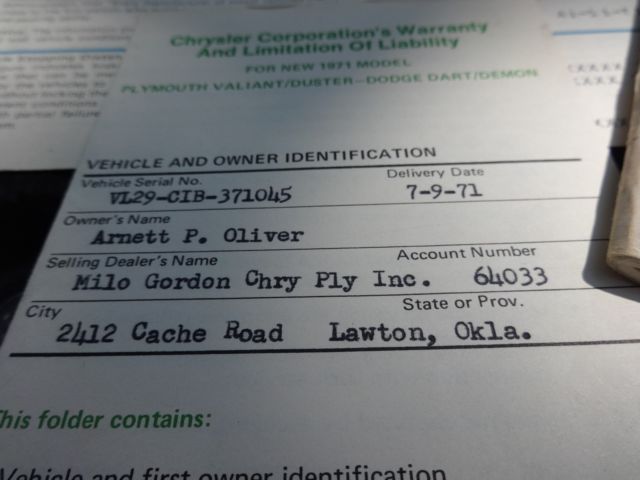 Chrysler Corporation's Warranty
And Limitation Of Liability
FOR NEW 1971 MODEL
PLYMOUTH VALIANT/DUSTER-DODGE DART/DEMON
VEHICLE AND OWNER IDENTIFICATION
Vehicle Serial No. Delivery Date
VL29-CIB-371045 7-9-71
Owner's Name
Arnett P. Oliver
Selling Dealer's Name Account Number
Milo Gordon Chry Ply Inc. 64033
City State or Prov.
2412 Cache Road Lawton, Okla.
This folder contains:
Vehicle and first owner identification